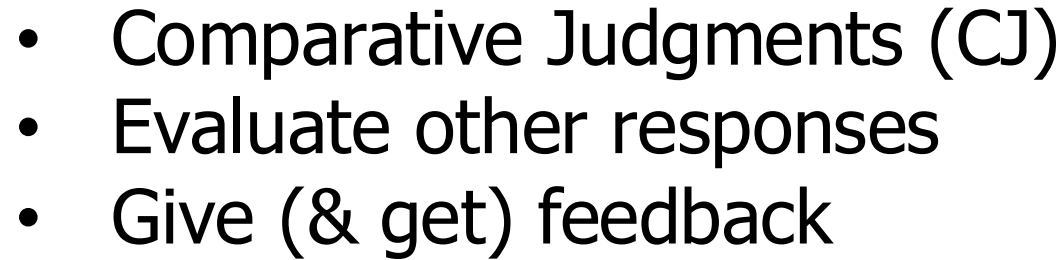 • Comparative Judgments (CJ)
• Evaluate other responses
• Give (& get) feedback